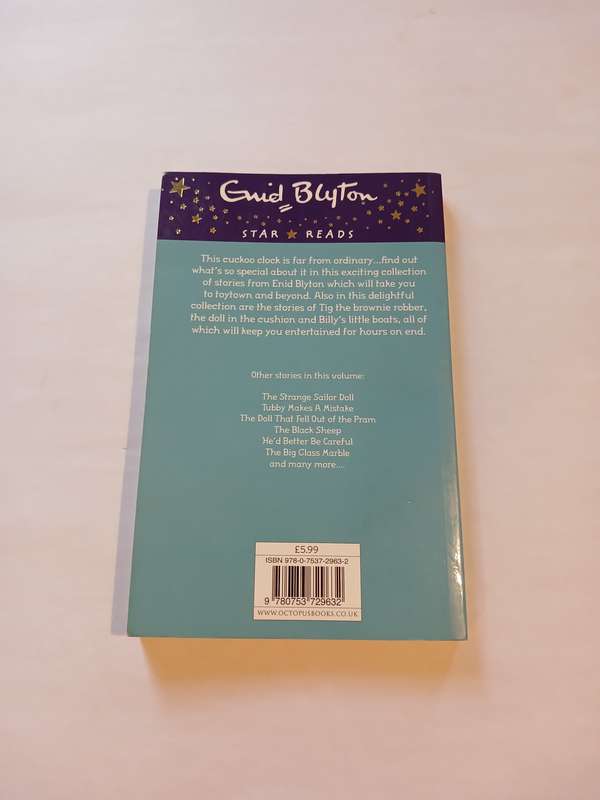 Enid Blyton
STAR READS
This cuckoo clock is far from ordinary...find out
what's so special about it in this exciting collection
of stories from Enid Blyton which will take you
to toytown and beyond. Also in this delightful
collection are the stories of Tig the brownie robber,
the doll in the cushion and Billy's little boats, all of
which will keep you entertained for hours on end.
Other stories in this volume:
The Strange Sailor Doll
Tubby Makes A Mistake
The Doll That Fell Out of the Pram
The Black Sheep
He'd Better Be Careful
The Big Glass Marble
and many more....
£5.99
ISBN 978-0-7537-2963-2
9 780753 729632
WWW.OCTOPUSBOOKS.CO.UK